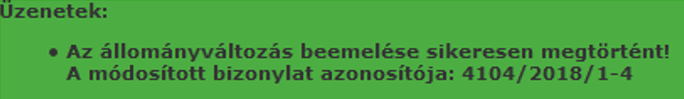 Üzenetek:
• Az állományváltozás beemelése sikeresen megtörtént!
A módosított bizonylat azonosítója: 4104/2018/1-4